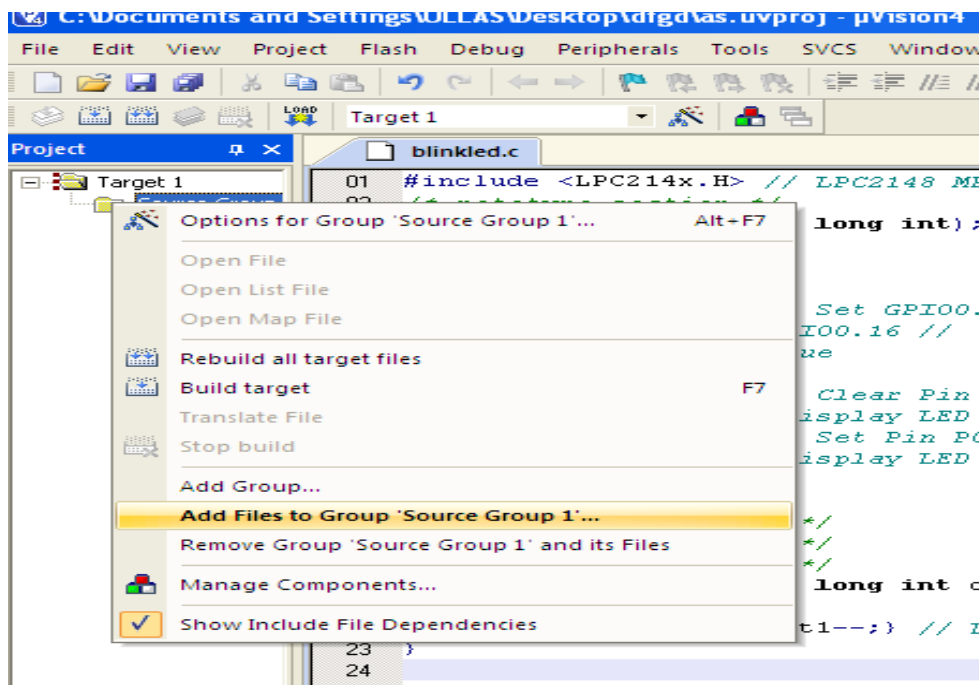 C:\Documents and Settings\ULLAS\Desktop\dfgd\as.uvproj - µVision4
File Edit View Project Flash Debug Peripherals Tools SVCS Window
LOAD Target 1
Project
blinkled.c
Target 1
Source Group
01 #include <LPC214x.H> // LPC2148
long int);
Options for Group 'Source Group 1'... Alt+F7
Open File
Open List File
Open Map File
Set GPIO0.
IO0.16 //
ue
Rebuild all target files
Build target F7
Translate File
Stop build
Clear Pin
isplay LED
Set Pin
isplay LED
Add Group...
Add Files to Group 'Source Group 1'...
Remove Group 'Source Group 1' and its Files
Manage Components...
Show Include File Dependencies
*/
*/
*/
long int
t1--;} //
23 }
24